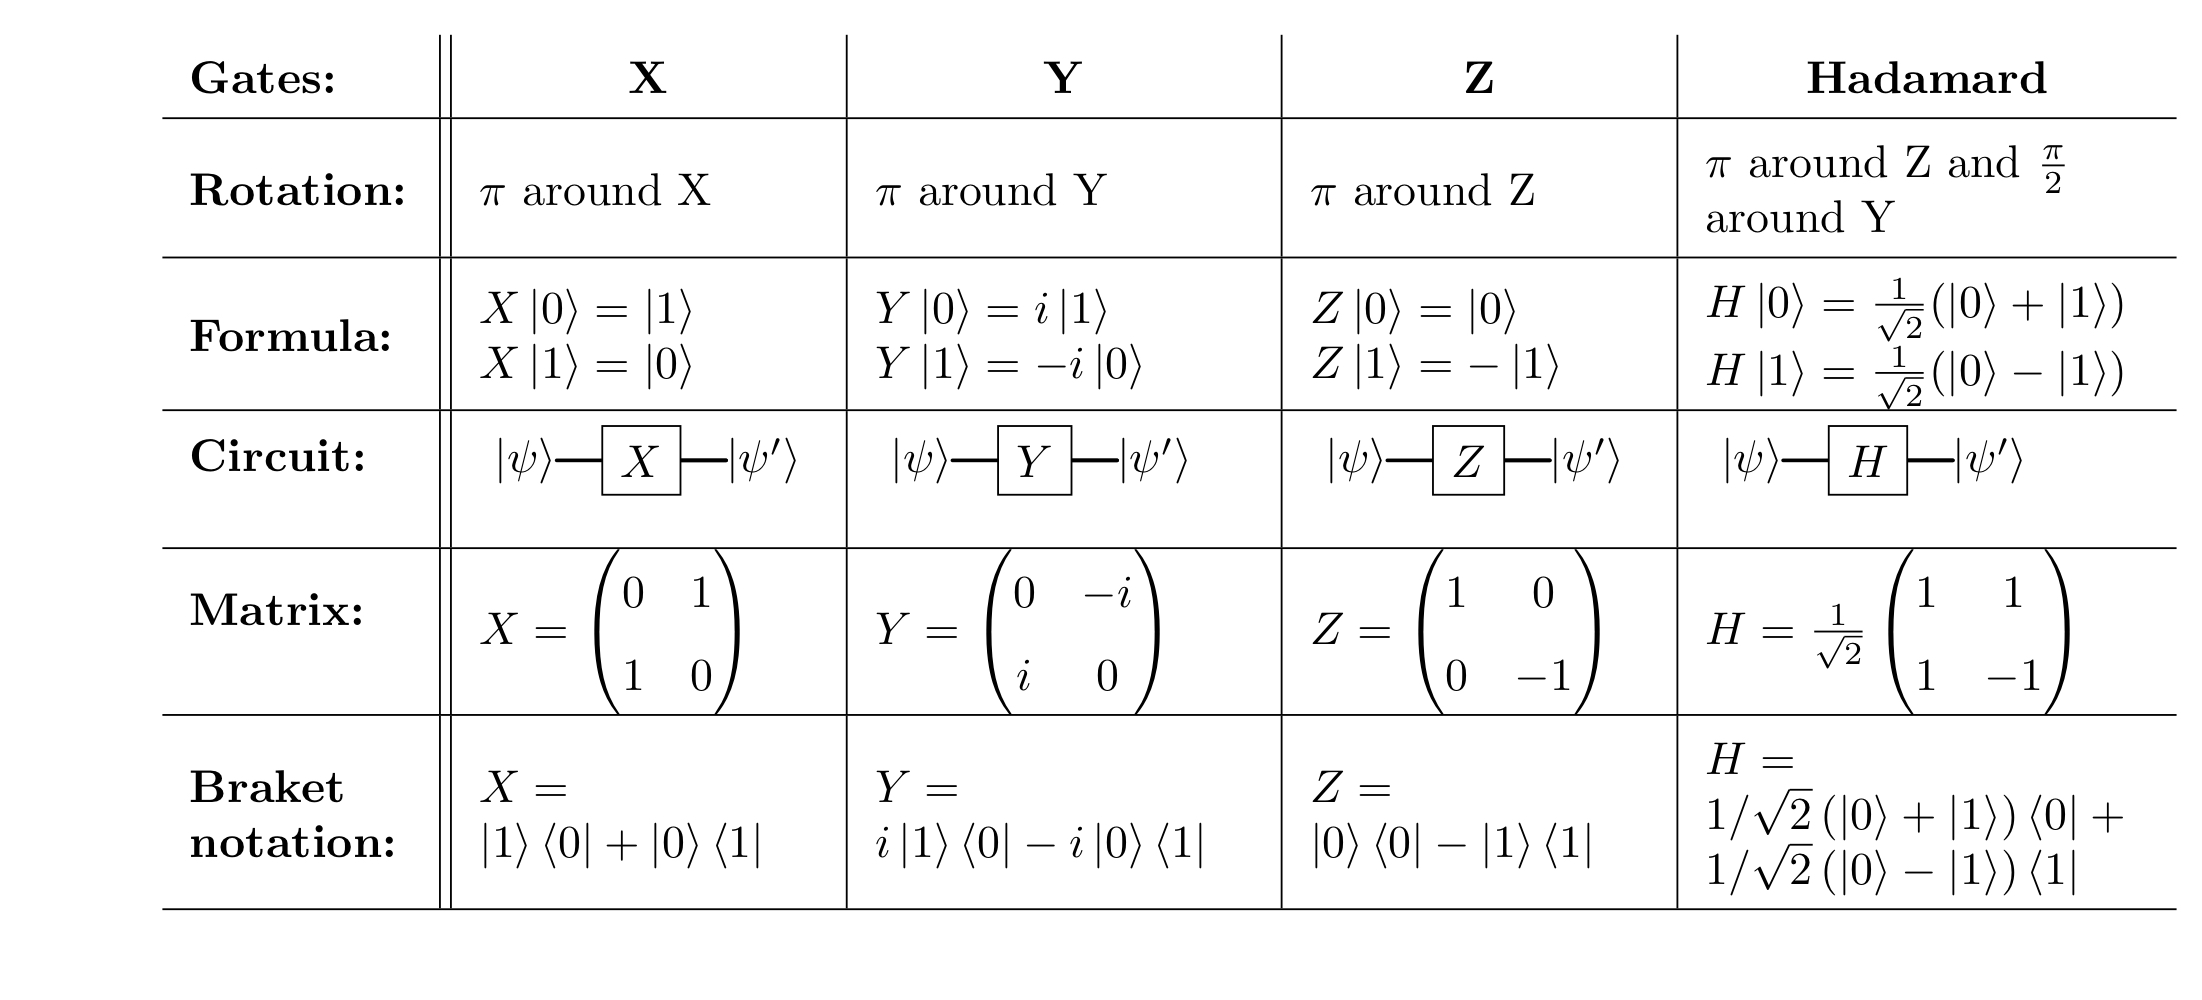 Gates: X Y Z Hadamard
Rotation: π around X π around Y π around Z π around Z and π/2 around Y
Formula: X |0⟩ = |1⟩ Y |0⟩ = i |1⟩ Z |0⟩ = |0⟩ H |0⟩ = 1/√2(|0⟩ + |1⟩)
X |1⟩ = |0⟩ Y |1⟩ = −i |0⟩ Z |1⟩ = − |1⟩ H |1⟩ = 1/√2(|0⟩ − |1⟩)
Circuit: |ψ⟩ X |ψ′⟩ |ψ⟩ Y |ψ′⟩ |ψ⟩ Z |ψ′⟩ |ψ⟩ H |ψ′⟩
Matrix: X = (0 1 1 0) Y = (0 −i i 0) Z = (1 0 0 −1) H = 1/√2 (1 1 1 −1)
Braket notation:
X =
|1⟩ ⟨0| + |0⟩ ⟨1|
Y =
i |1⟩ ⟨0| − i |0⟩ ⟨1|
Z =
|0⟩ ⟨0| − |1⟩ ⟨1|
H =
1/√2 (|0⟩ + |1⟩) ⟨0| +
1/√2 (|0⟩ − |1⟩) ⟨1|